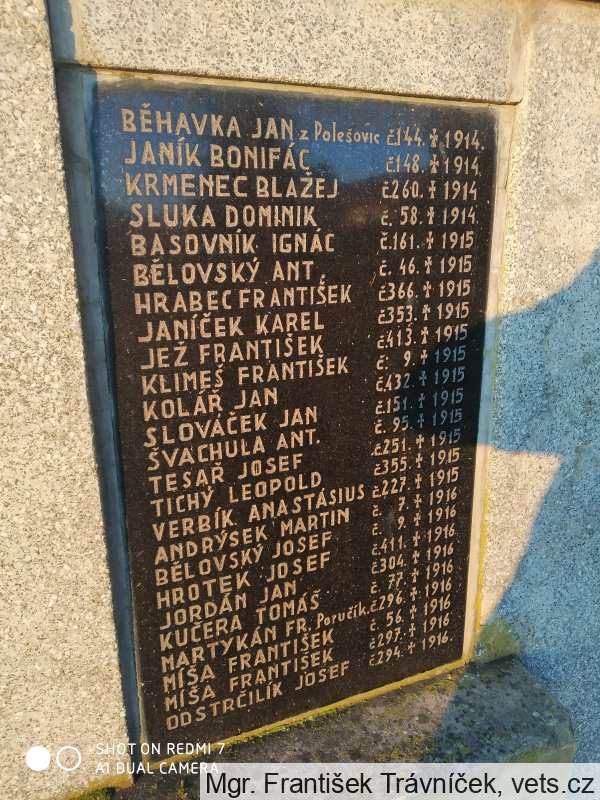 BĚHAVKA JAN z Polešovic č.144. ✝ 1914.
JANÍK BONIFÁC č.148. ✝ 1914.
KRMENEC BLAŽEJ č.260. ✝ 1914
SLUKA DOMINIK č. 58. ✝ 1914
BASOVNÍK IGNÁC č.161. ✝ 1915
BĚLOVSKÝ ANT. č. 46. ✝ 1915
HRABEC FRANTIŠEK č.366. ✝ 1915
JANÍČEK KAREL č.353. ✝ 1915
JEŽ FRANTIŠEK č.413. ✝ 1915
KLIMEŠ FRANTIŠEK č. 9. ✝ 1915
KOLÁŘ JAN č.432. ✝ 1915
SLOVÁČEK JAN č.151. ✝ 1915
ŠVACHULA ANT. č. 95. ✝ 1915
TESAŘ JOSEF č.251. ✝ 1915
TICHÝ LEOPOLD č.355. ✝ 1915
VERBÍK ANASTÁSIUS č.227. ✝ 1915
ANDRÝSEK MARTIN č. 7. ✝ 1916
BĚLOVSKÝ JOSEF č. 9. ✝ 1916
HROTEK JOSEF č.411. ✝ 1916
JORDÁN JAN č.304. ✝ 1916
KUČERA TOMÁŠ č. 77. ✝ 1916
MARTYKÁN FR. Poručík. č.296. ✝ 1916
MÍŠA FRANTIŠEK č. 56. ✝ 1916
MÍŠA FRANTIŠEK č.297. ✝ 1916
ODSTRČILÍK JOSEF č.294. ✝ 1916.
SHOT ON REDMI 7
AI DUAL CAMERA
Mgr. František Trávníček, vets.cz